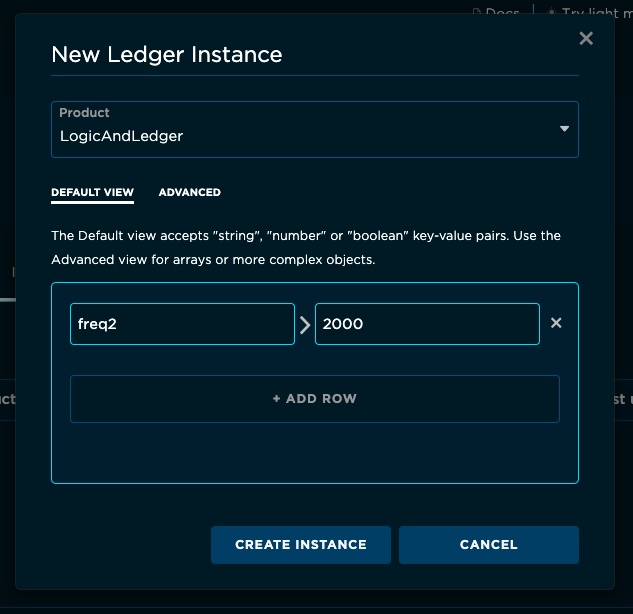 Docs
Try light m
New Ledger Instance
Product
LogicAndLedger
DEFAULT VIEW ADVANCED
The Default view accepts "string", "number" or "boolean" key-value pairs. Use the
Advanced view for arrays or more complex objects.
freq2 2000
+ ADD ROW
uct
st u
CREATE INSTANCE CANCEL